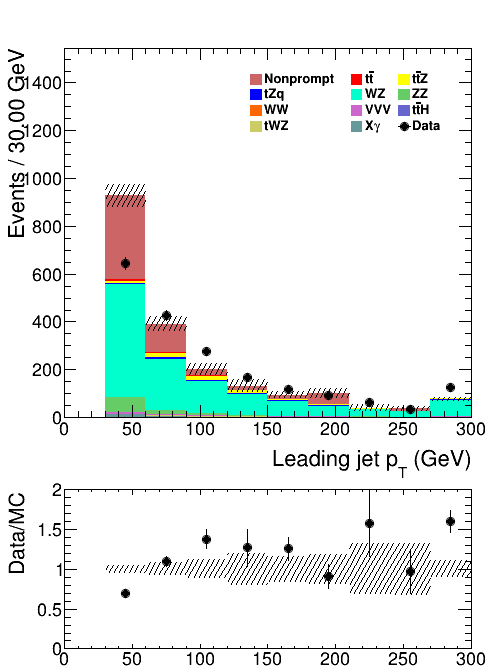 Events / 30.00 GeV
1400
1200
1000
800
600
400
200
0
Nonprompt tt̄ tt̄Z
tZq WZ ZZ
WW VVV tt̄H
tWZ Xγ Data
0 50 100 150 200 250 300
Leading jet p_T (GeV)
Data/MC
2
1.5
1
0.5
0
0 50 100 150 200 250 300